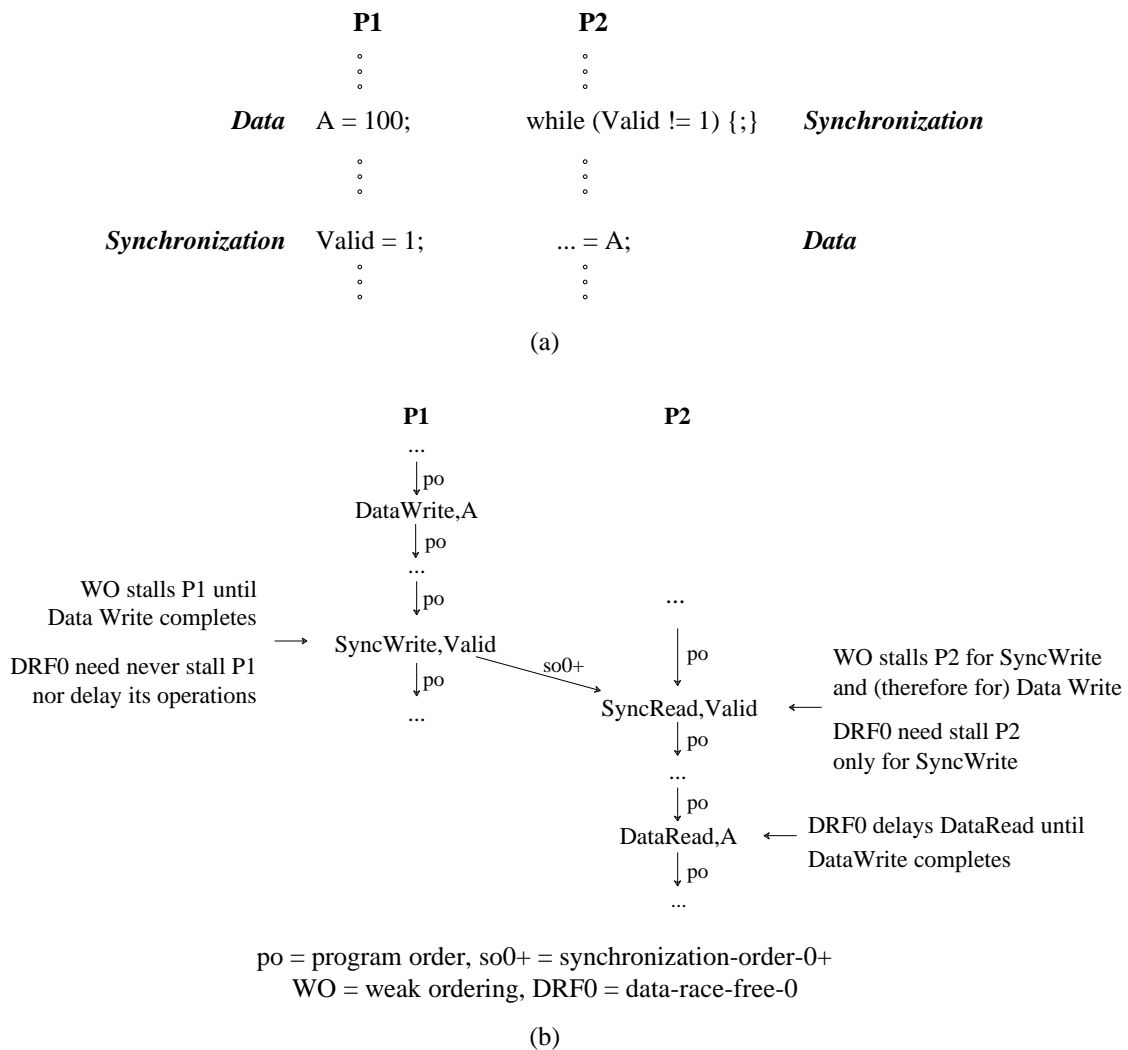 P1 P2
Data A = 100; while (Valid != 1) {;} Synchronization
Synchronization Valid = 1; ... = A; Data
(a)
P1 P2
...
po
DataWrite,A
po
...
po
WO stalls P1 until
Data Write completes
...
SyncWrite,Valid
so0+
po
DRF0 need never stall P1
nor delay its operations
po
...
WO stalls P2 for SyncWrite
and (therefore for) Data Write
SyncRead,Valid
DRF0 need stall P2
only for SyncWrite
po
...
po
DataRead,A
DRF0 delays DataRead until
DataWrite completes
po
...
po = program order, so0+ = synchronization-order-0+
WO = weak ordering, DRF0 = data-race-free-0
(b)